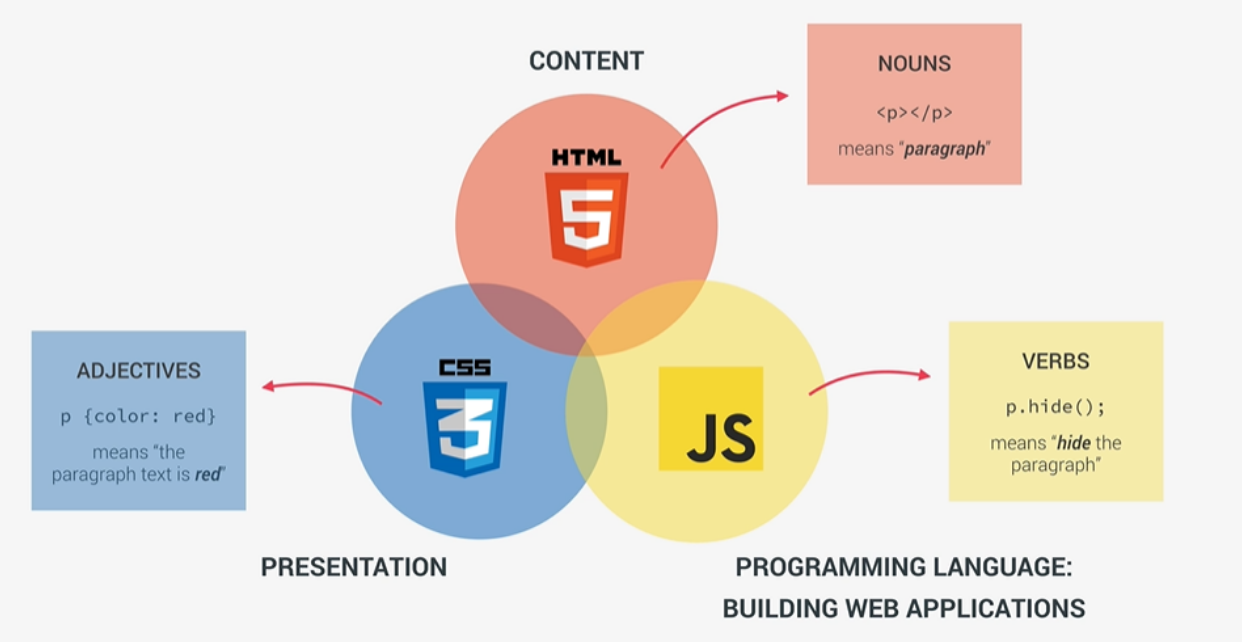 CONTENT
HTML
5
NOUNS
<p></p>
means “paragraph”
CSS
3
ADJECTIVES
p {color: red}
means “the
paragraph text is red”
JS
VERBS
p.hide();
means “hide the
paragraph”
PRESENTATION
PROGRAMMING LANGUAGE:
BUILDING WEB APPLICATIONS